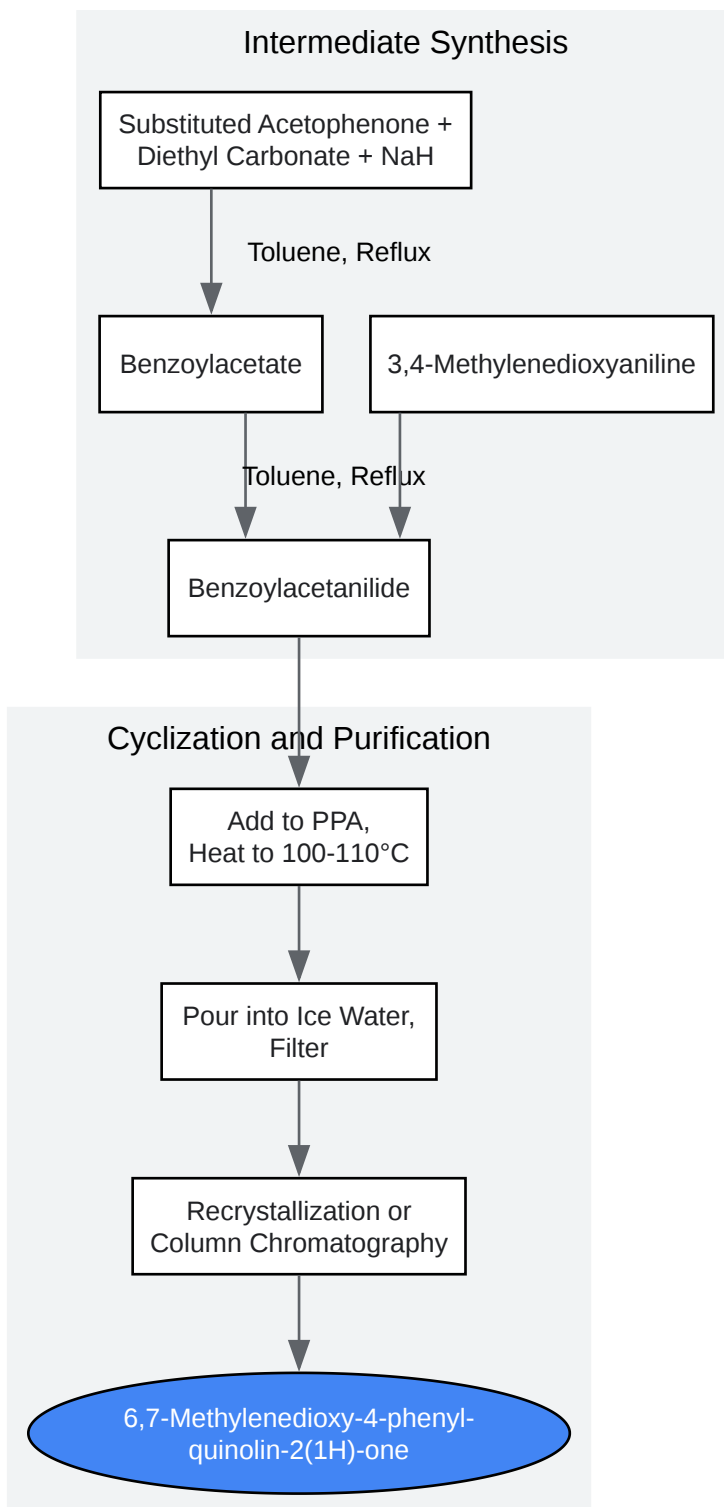 Intermediate Synthesis
Substituted Acetophenone +
Diethyl Carbonate + NaH
Toluene, Reflux
Benzoylacetate
3,4-Methylenedioxyaniline
Toluene, Reflux
Benzoylacetanilide
Cyclization and Purification
Add to PPA,
Heat to 100-110°C
Pour into Ice Water,
Filter
Recrystallization or
Column Chromatography
6,7-Methylenedioxy-4-phenyl-
quinolin-2(1H)-one